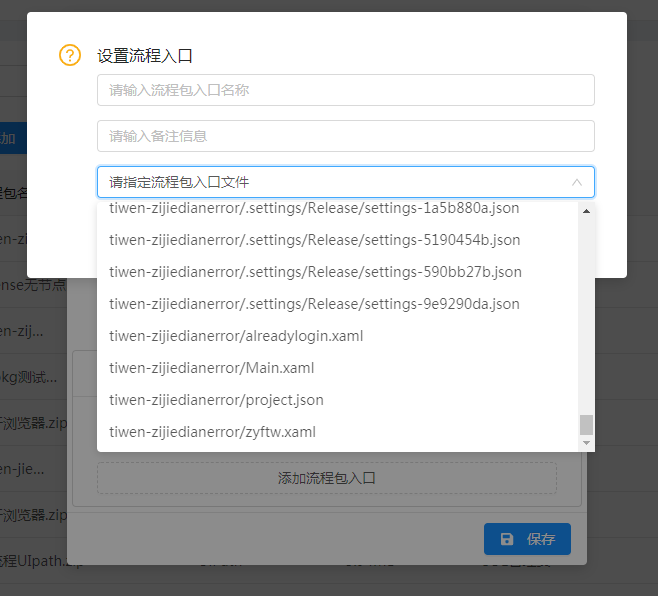 设置流程入口
请输入流程包入口名称
请输入备注信息
加
请指定流程包入口文件
包名
tiwen-zijiedianerror/.settings/Release/settings-1a5b880a.json
en-zi
tiwen-zijiedianerror/.settings/Release/settings-5190454b.json
tiwen-zijiedianerror/.settings/Release/settings-590bb27b.json
ense无节点
tiwen-zijiedianerror/.settings/Release/settings-9e9290da.json
en-zij...
tiwen-zijiedianerror/alreadylogin.xaml
tiwen-zijiedianerror/Main.xaml
kg测试...
tiwen-zijiedianerror/project.json
浏览器.zip
tiwen-zijiedianerror/zyftw.xaml
en-jie...
添加流程包入口
浏览器.zip
保存
流程UIpath.zip